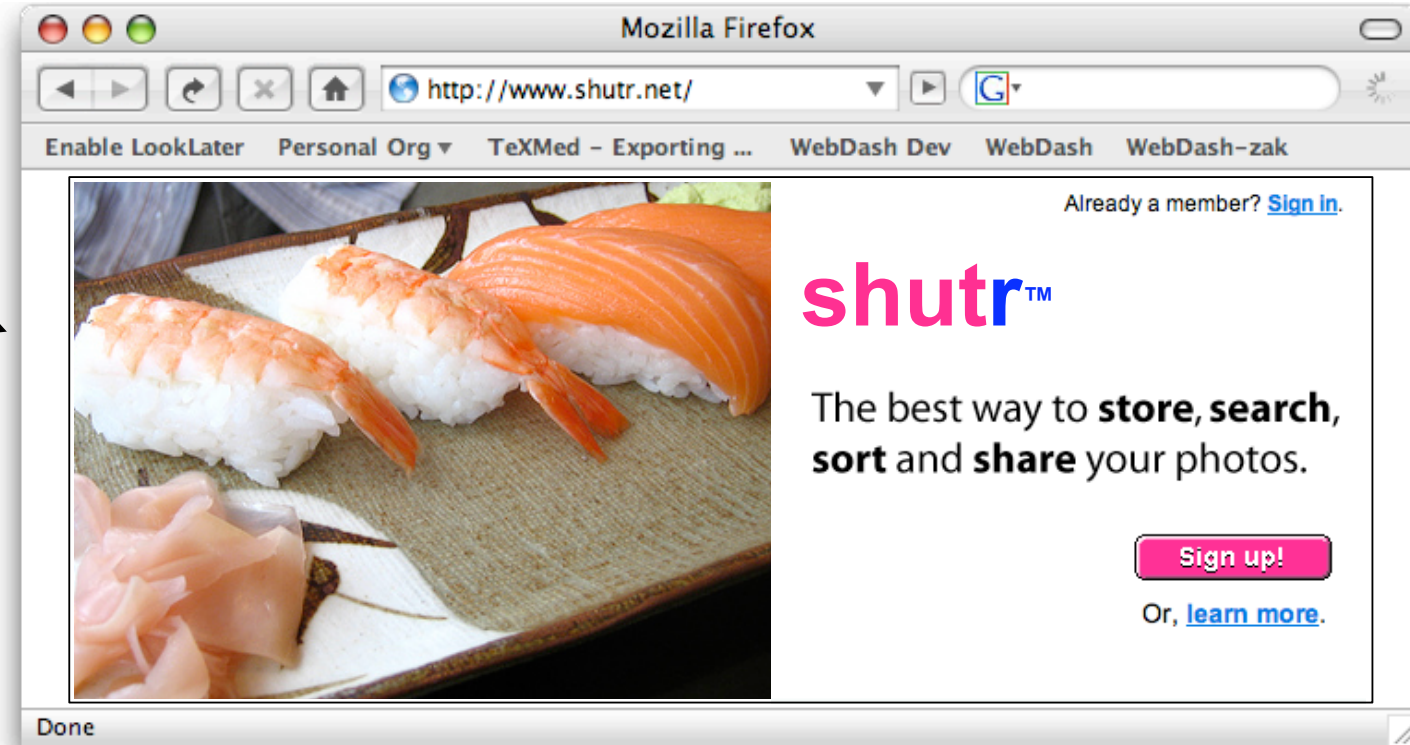 Mozilla Firefox
http://www.shutr.net/
G
Enable LookLater Personal Org TeXMed - Exporting ... WebDash Dev WebDash WebDash-zak
Already a member? Sign in.
shutr™
The best way to store, search,
sort and share your photos.
Sign up!
Or, learn more.
Done